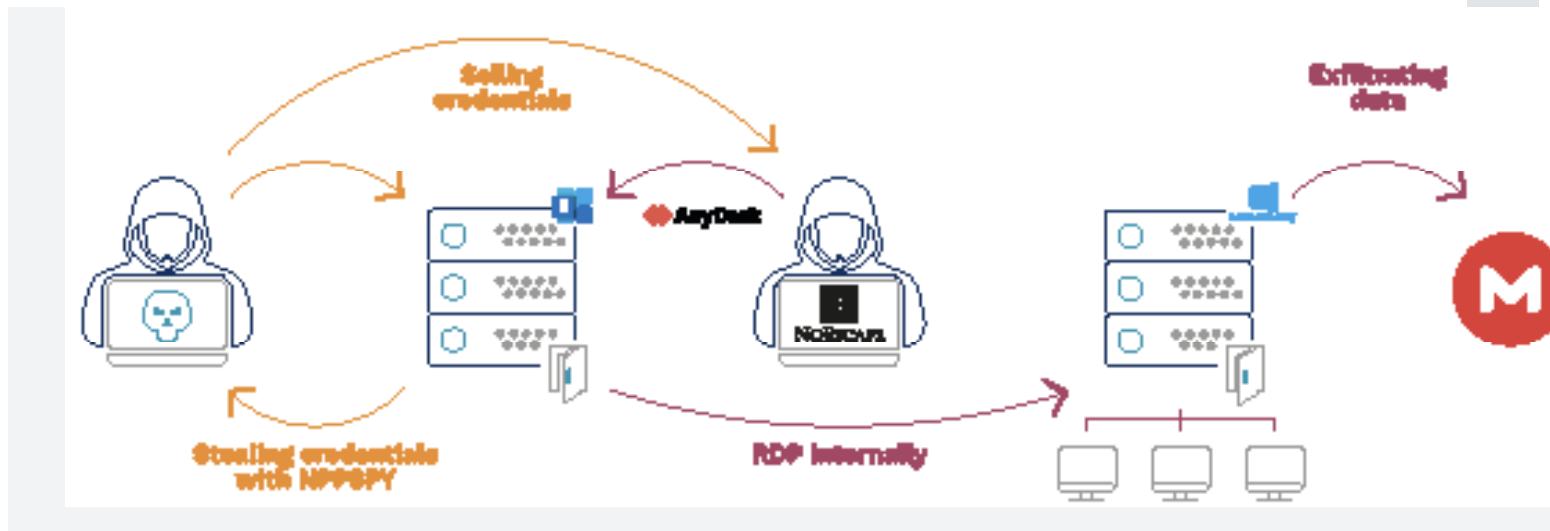 Selling
credentials
Exfiltrating
data
AnyDesk
NOESCAPE
M
Stealing credentials
with NPPSPY
RDP internally